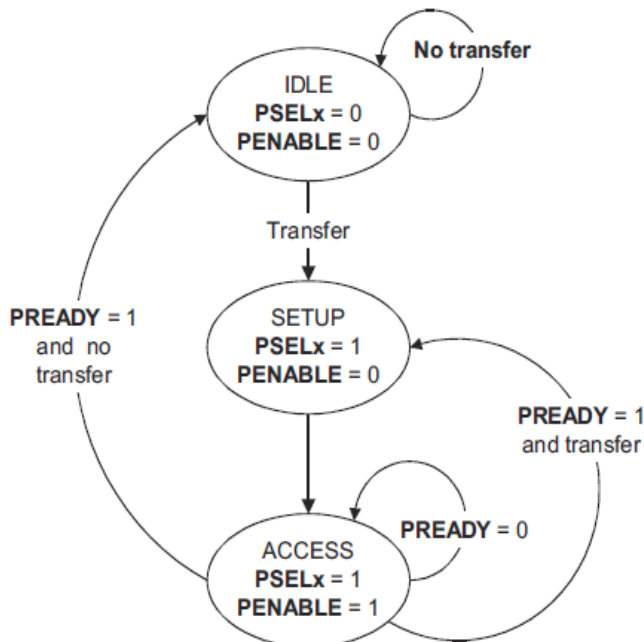 No transfer
IDLE
PSELx = 0
PENABLE = 0
Transfer
PREADY = 1
and no
transfer
SETUP
PSELx = 1
PENABLE = 0
PREADY = 1
and transfer
PREADY = 0
ACCESS
PSELx = 1
PENABLE = 1